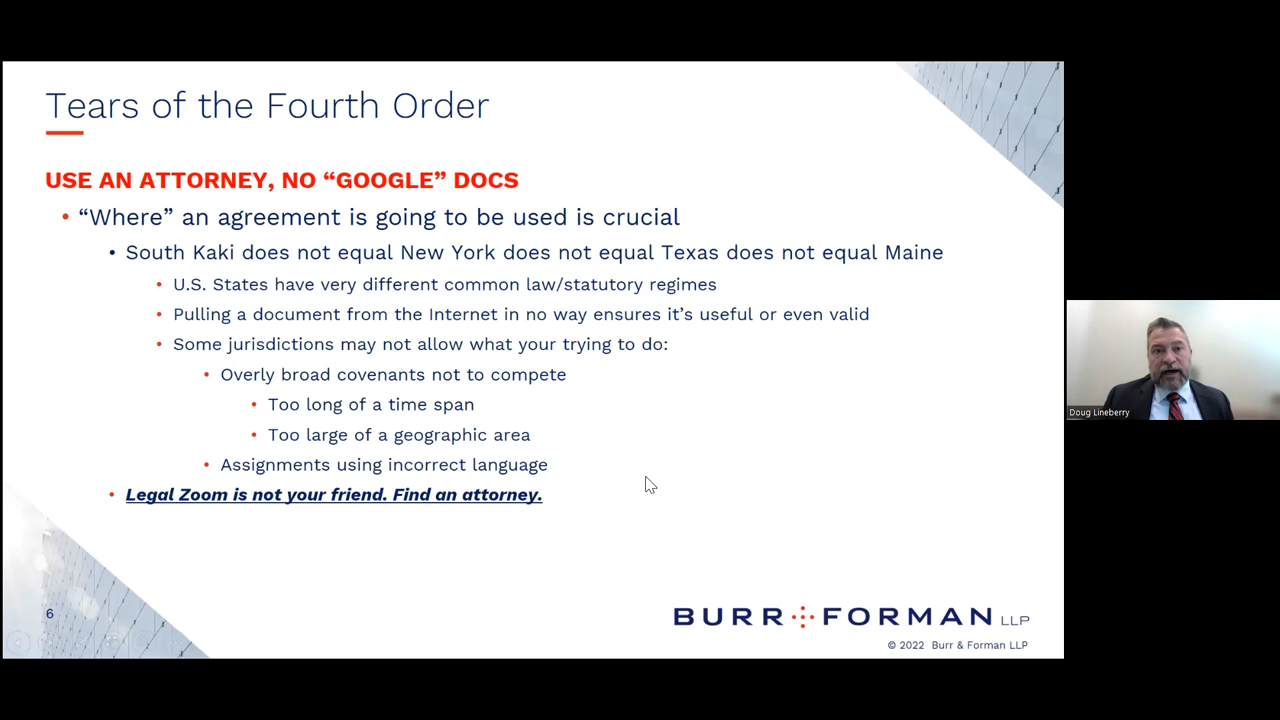 Tears of the Fourth Order
USE AN ATTORNEY, NO “GOOGLE” DOCS
• “Where” an agreement is going to be used is crucial
• South Kaki does not equal New York does not equal Texas does not equal Maine
• U.S. States have very different common law/statutory regimes
• Pulling a document from the Internet in no way ensures it’s useful or even valid
• Some jurisdictions may not allow what your trying to do:
• Overly broad covenants not to compete
• Too long of a time span
• Too large of a geographic area
• Assignments using incorrect language
• Legal Zoom is not your friend. Find an attorney.
6
BURR FORMAN LLP
© 2022 Burr & Forman LLP
Doug Lineberry